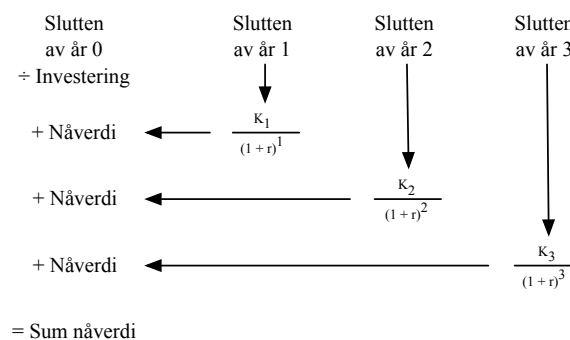 Slutten av år 0
Slutten av år 1
Slutten av år 2
Slutten av år 3
÷ Investering
+ Nåverdi
K₁
(1 + r)¹
+ Nåverdi
K₂
(1 + r)²
+ Nåverdi
K₃
(1 + r)³
= Sum nåverdi